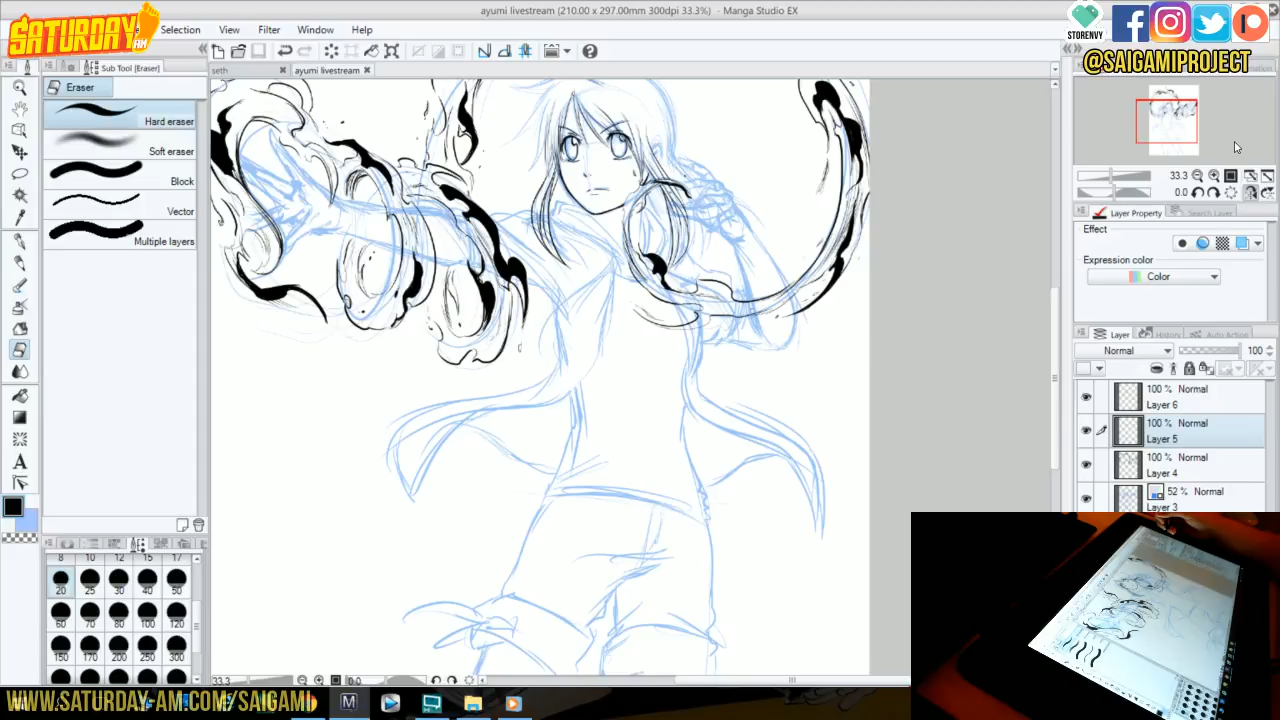 ayumi livestream (210.00 x 297.00mm 300dpi 33.3%) - Manga Studio EX
SATURDAY AM
Selection View Filter Window Help
STORENVY
@SAIGAMIPROJECT
Sub Tool [Eraser]
seth
ayumi livestream
Eraser
Hard eraser
Soft eraser
Block
Vector
Multiple layers
33.3
0.0
Layer Property
Search Layer
Effect
Expression color
Color
Layer
History
Auto Action
Normal
100
100 % Normal
Layer 6
100 % Normal
Layer 5
100 % Normal
Layer 4
52 % Normal
Layer 3
8 10 12 15 17
20 25 30 40 50
60 70 80 100 120
150 170 200 250 300
33.3
0.0
WWW.SATURDAY-AM.COM/SAIGAMI